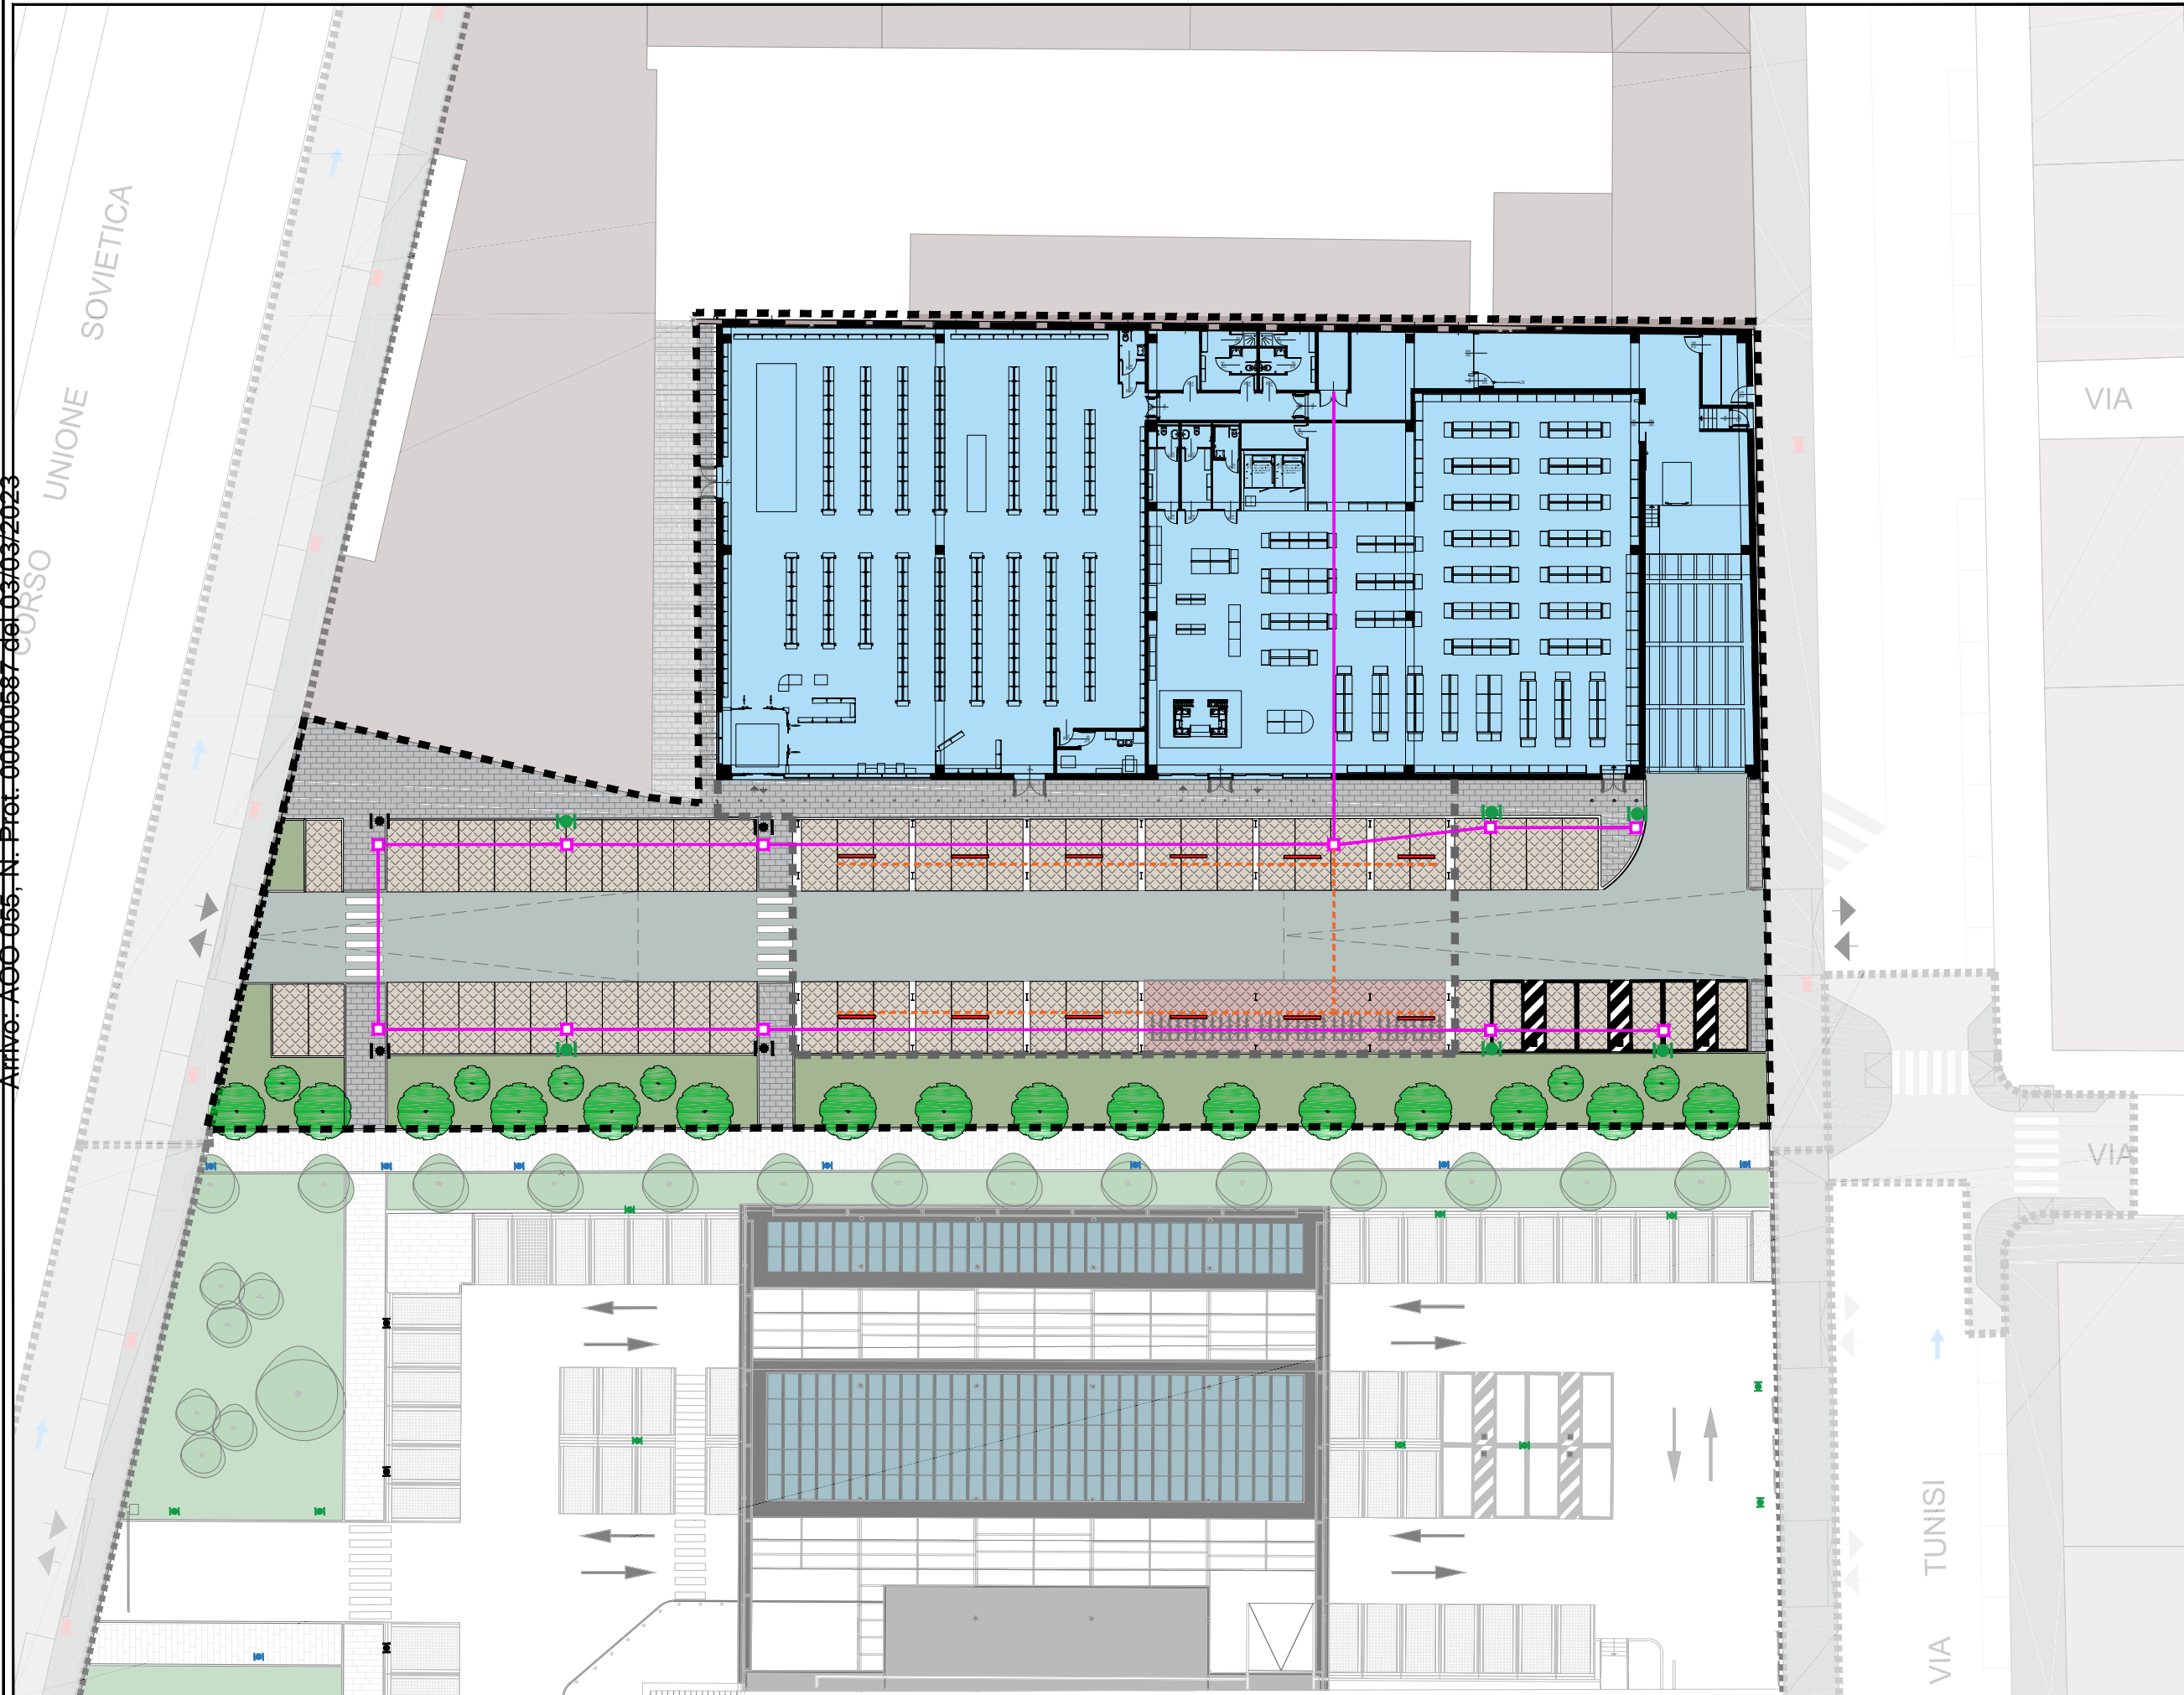 Arrivo: AOO 055, N. Prot. 00000587 del 03/03/2023
CORSO UNIONE SOVIETICA
VIA
VIA
VIA TUNISI